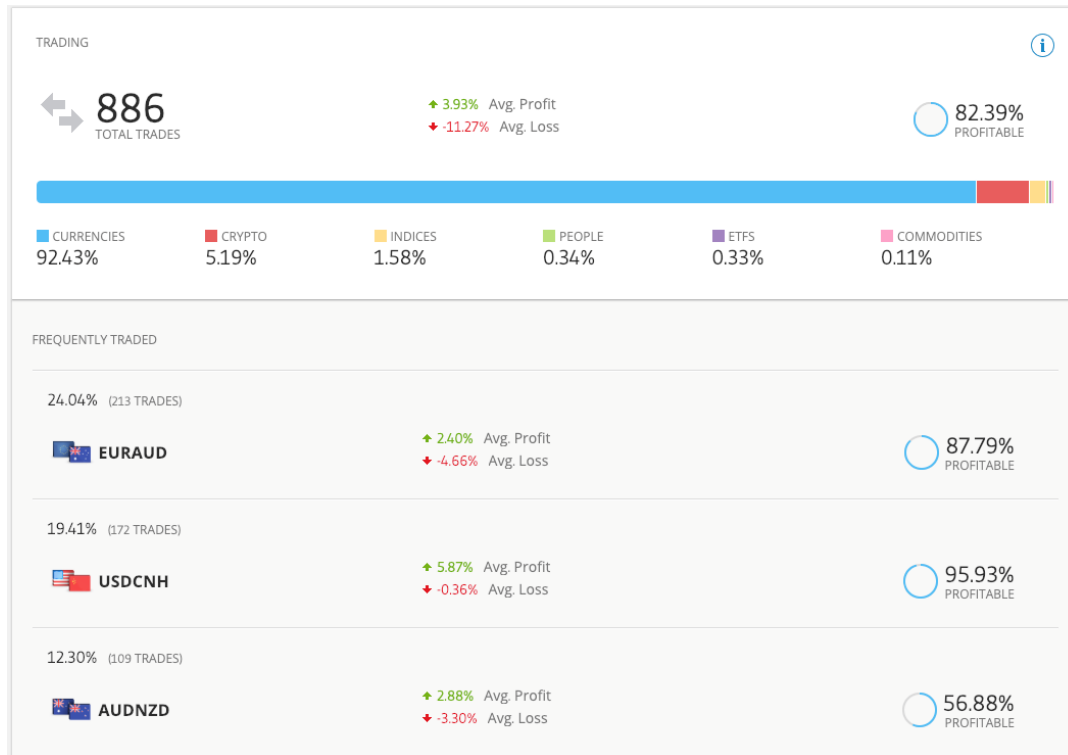 TRADING
i
886
TOTAL TRADES
3.93% Avg. Profit
-11.27% Avg. Loss
82.39%
PROFITABLE
CURRENCIES CRYPTO INDICES PEOPLE ETFS COMMODITIES
92.43% 5.19% 1.58% 0.34% 0.33% 0.11%
FREQUENTLY TRADED
24.04% (213 TRADES)
EURAUD
2.40% Avg. Profit
-4.66% Avg. Loss
87.79%
PROFITABLE
19.41% (172 TRADES)
USDCNH
5.87% Avg. Profit
-0.36% Avg. Loss
95.93%
PROFITABLE
12.30% (109 TRADES)
AUDNZD
2.88% Avg. Profit
-3.30% Avg. Loss
56.88%
PROFITABLE